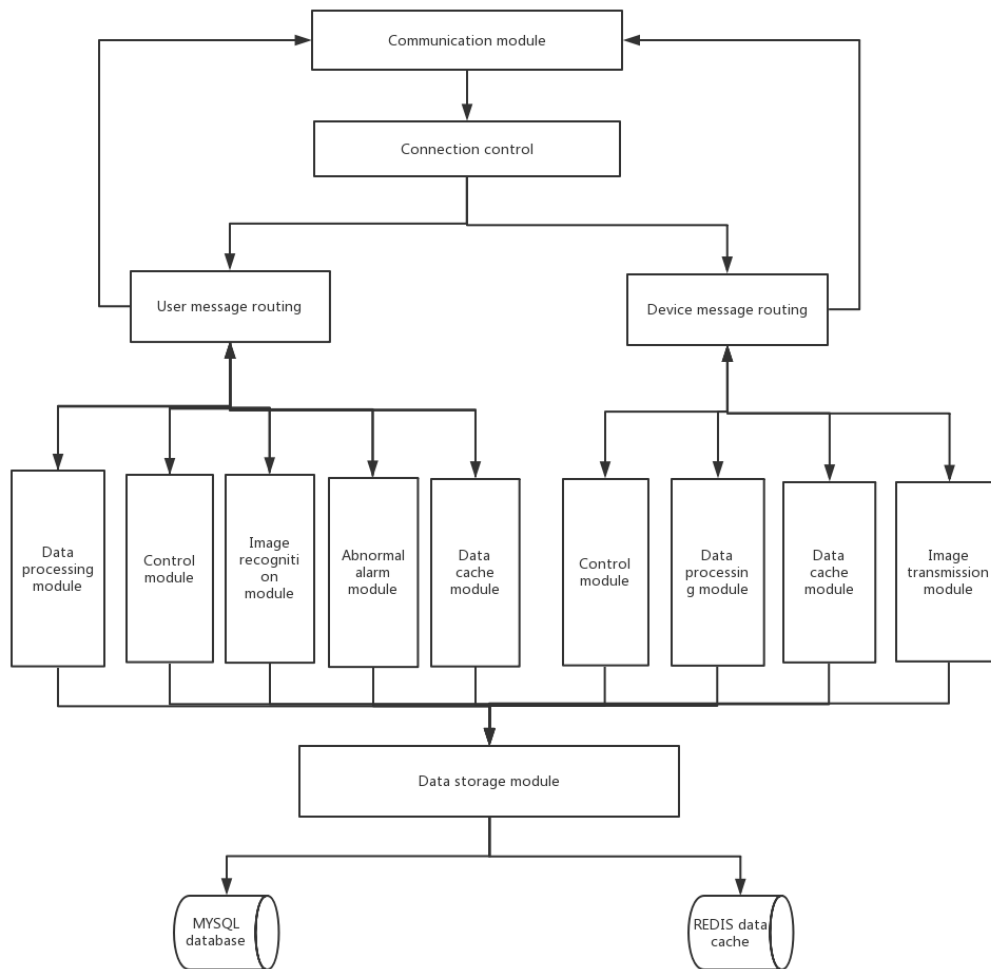 Communication module
Connection control
User message routing
Device message routing
Data
processing
module
Control
module
Image
recogniti
on module
Abnormal
alarm
module
Data
cache
module
Control
module
Data
processin
g module
Data
cache
module
Image
transmission
module
Data storage module
MYSQL
database
REDIS data
cache